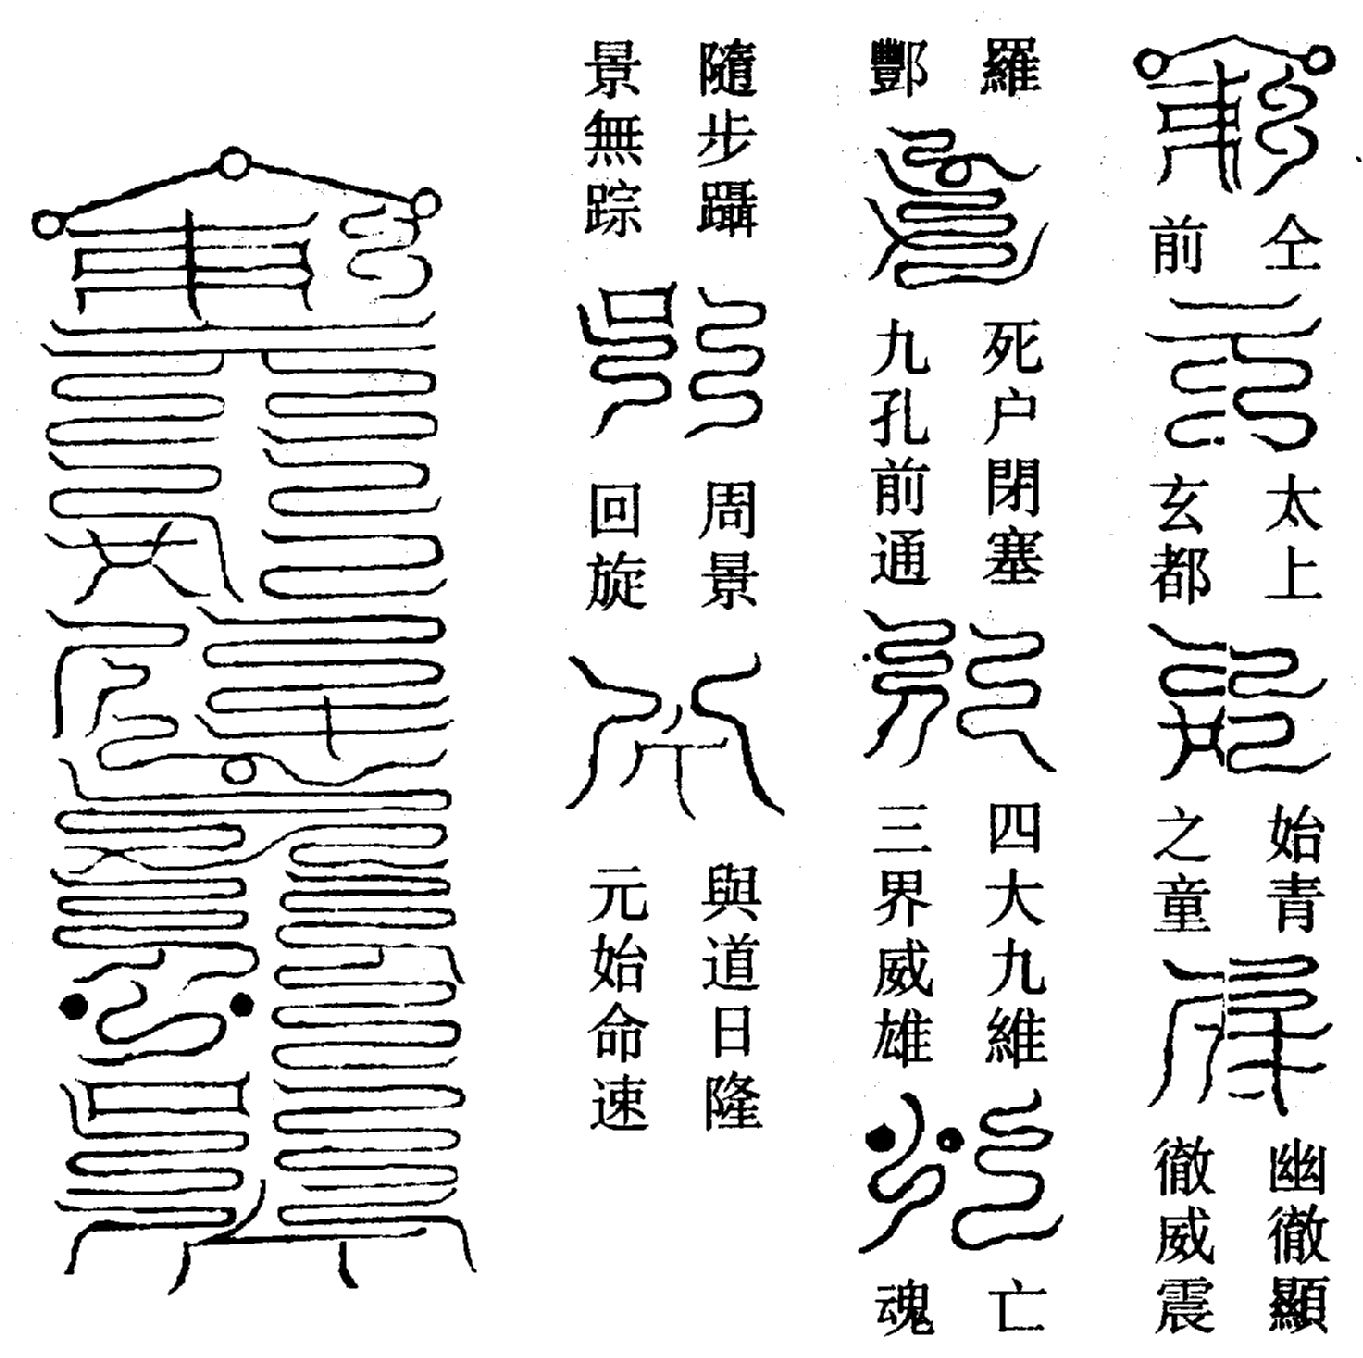 仝
前
太上
玄都
始青
之童
幽徹顯
徹威震
羅
酆
死户閉塞
九孔前通
四大九維
三界威雄
亡
魂
隨步躡
景無踪
周景
回旋
與道日隆
元始命速